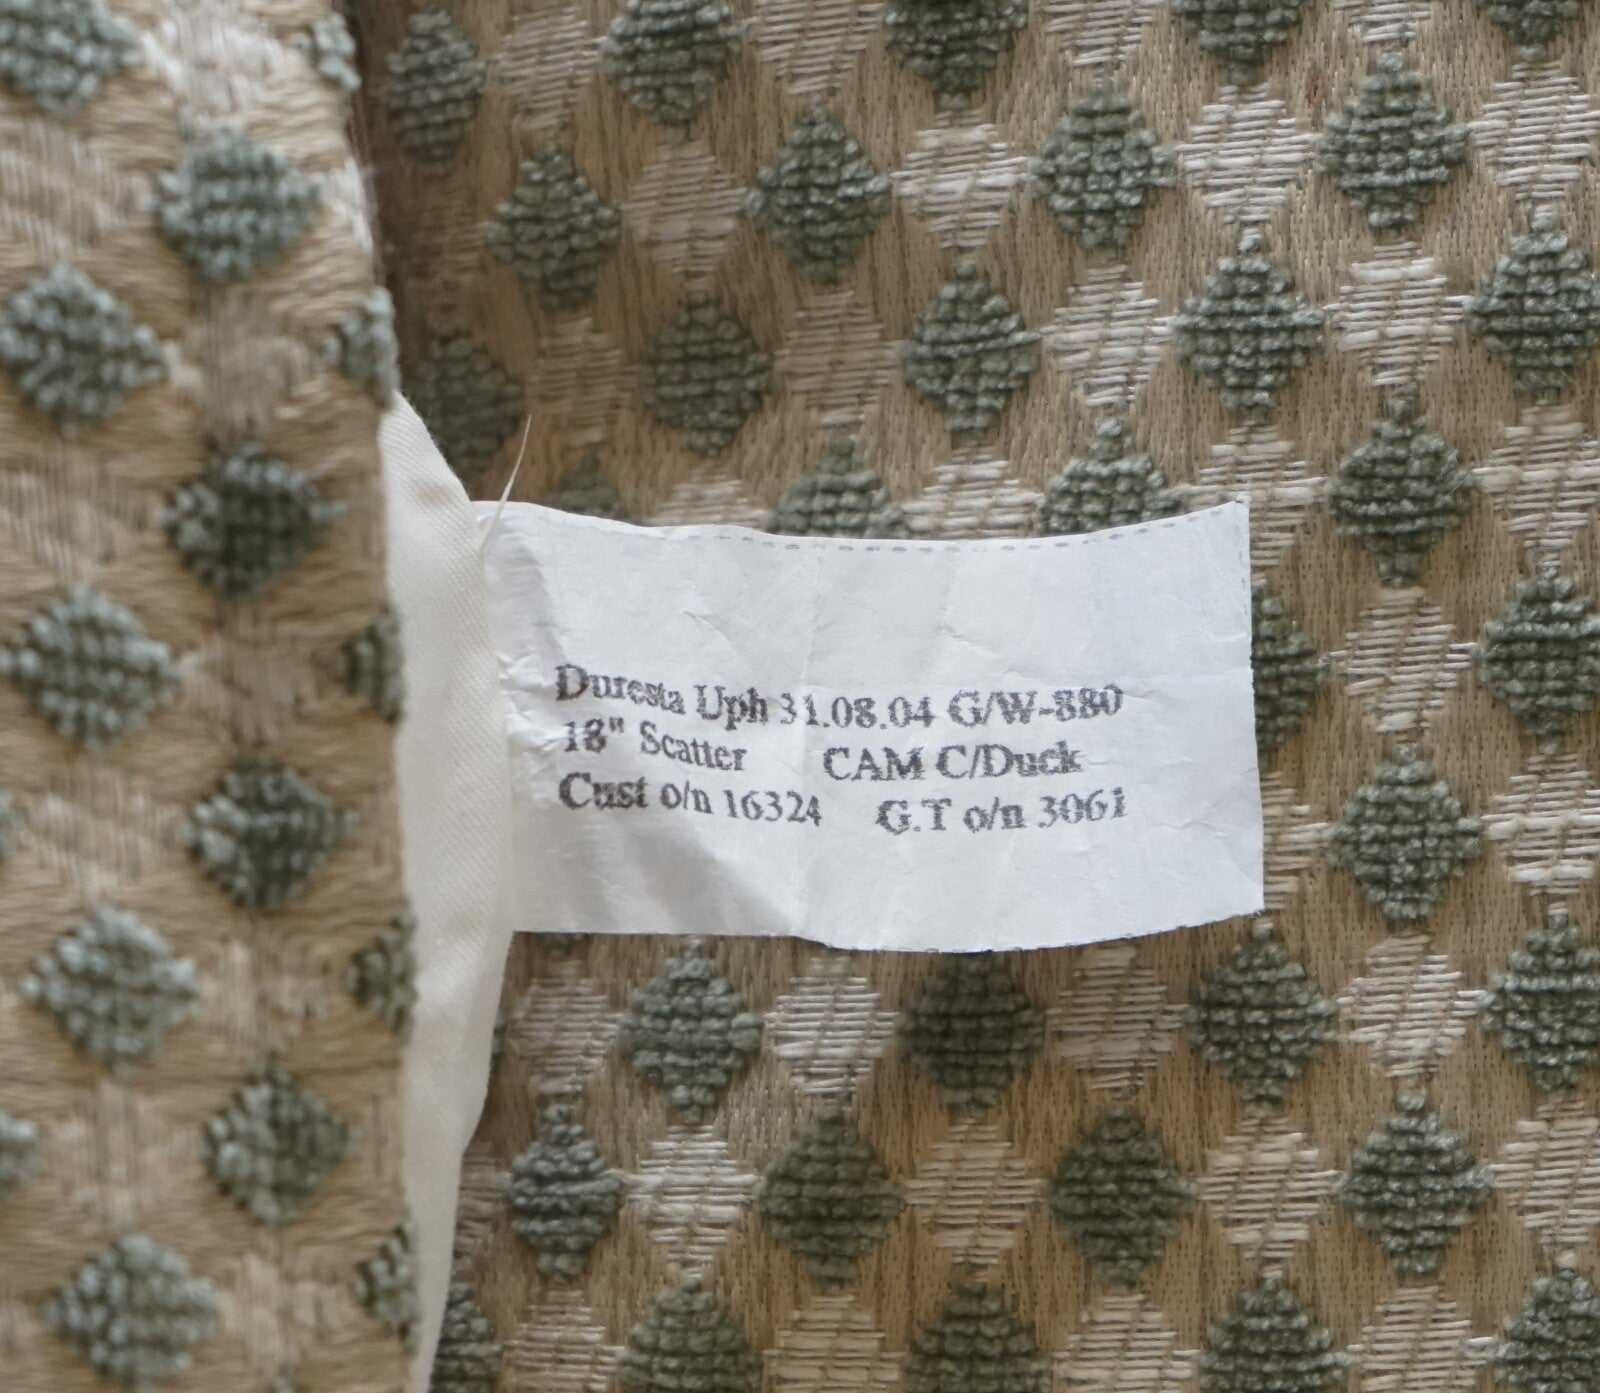 Duresta Uph 31.08.04 G/W-880
18" Scatter CAM C/Duck
Cust o/n 16324 G.T o/n 3061